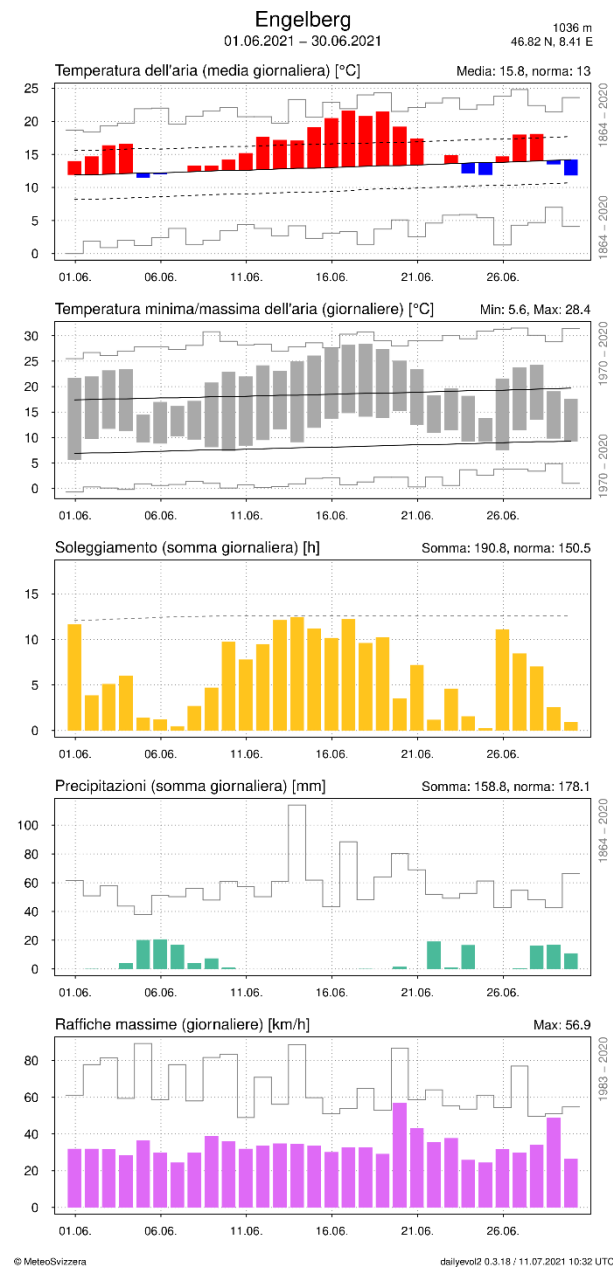 Engelberg
01.06.2021 – 30.06.2021
1036 m
46.82 N, 8.41 E
Temperatura dell'aria (media giornaliera) [°C]
Media: 15.8, norma: 13
25
20
15
10
5
0
1864 – 2020
1864 – 2020
01.06. 06.06. 11.06. 16.06. 21.06. 26.06.
Temperatura minima/massima dell'aria (giornaliere) [°C]
Min: 5.6, Max: 28.4
30
25
20
15
10
5
0
1970 – 2020
1970 – 2020
01.06. 06.06. 11.06. 16.06. 21.06. 26.06.
Soleggiamento (somma giornaliera) [h]
Somma: 190.8, norma: 150.5
15
10
5
0
01.06. 06.06. 11.06. 16.06. 21.06. 26.06.
Precipitazioni (somma giornaliera) [mm]
Somma: 158.8, norma: 178.1
100
80
60
40
20
0
1864 – 2020
01.06. 06.06. 11.06. 16.06. 21.06. 26.06.
Raffiche massime (giornaliere) [km/h]
Max: 56.9
80
60
40
20
0
1983 – 2020
01.06. 06.06. 11.06. 16.06. 21.06. 26.06.
© MeteoSvizzera
dailyevol2 0.3.18 / 11.07.2021 10:32 UTC